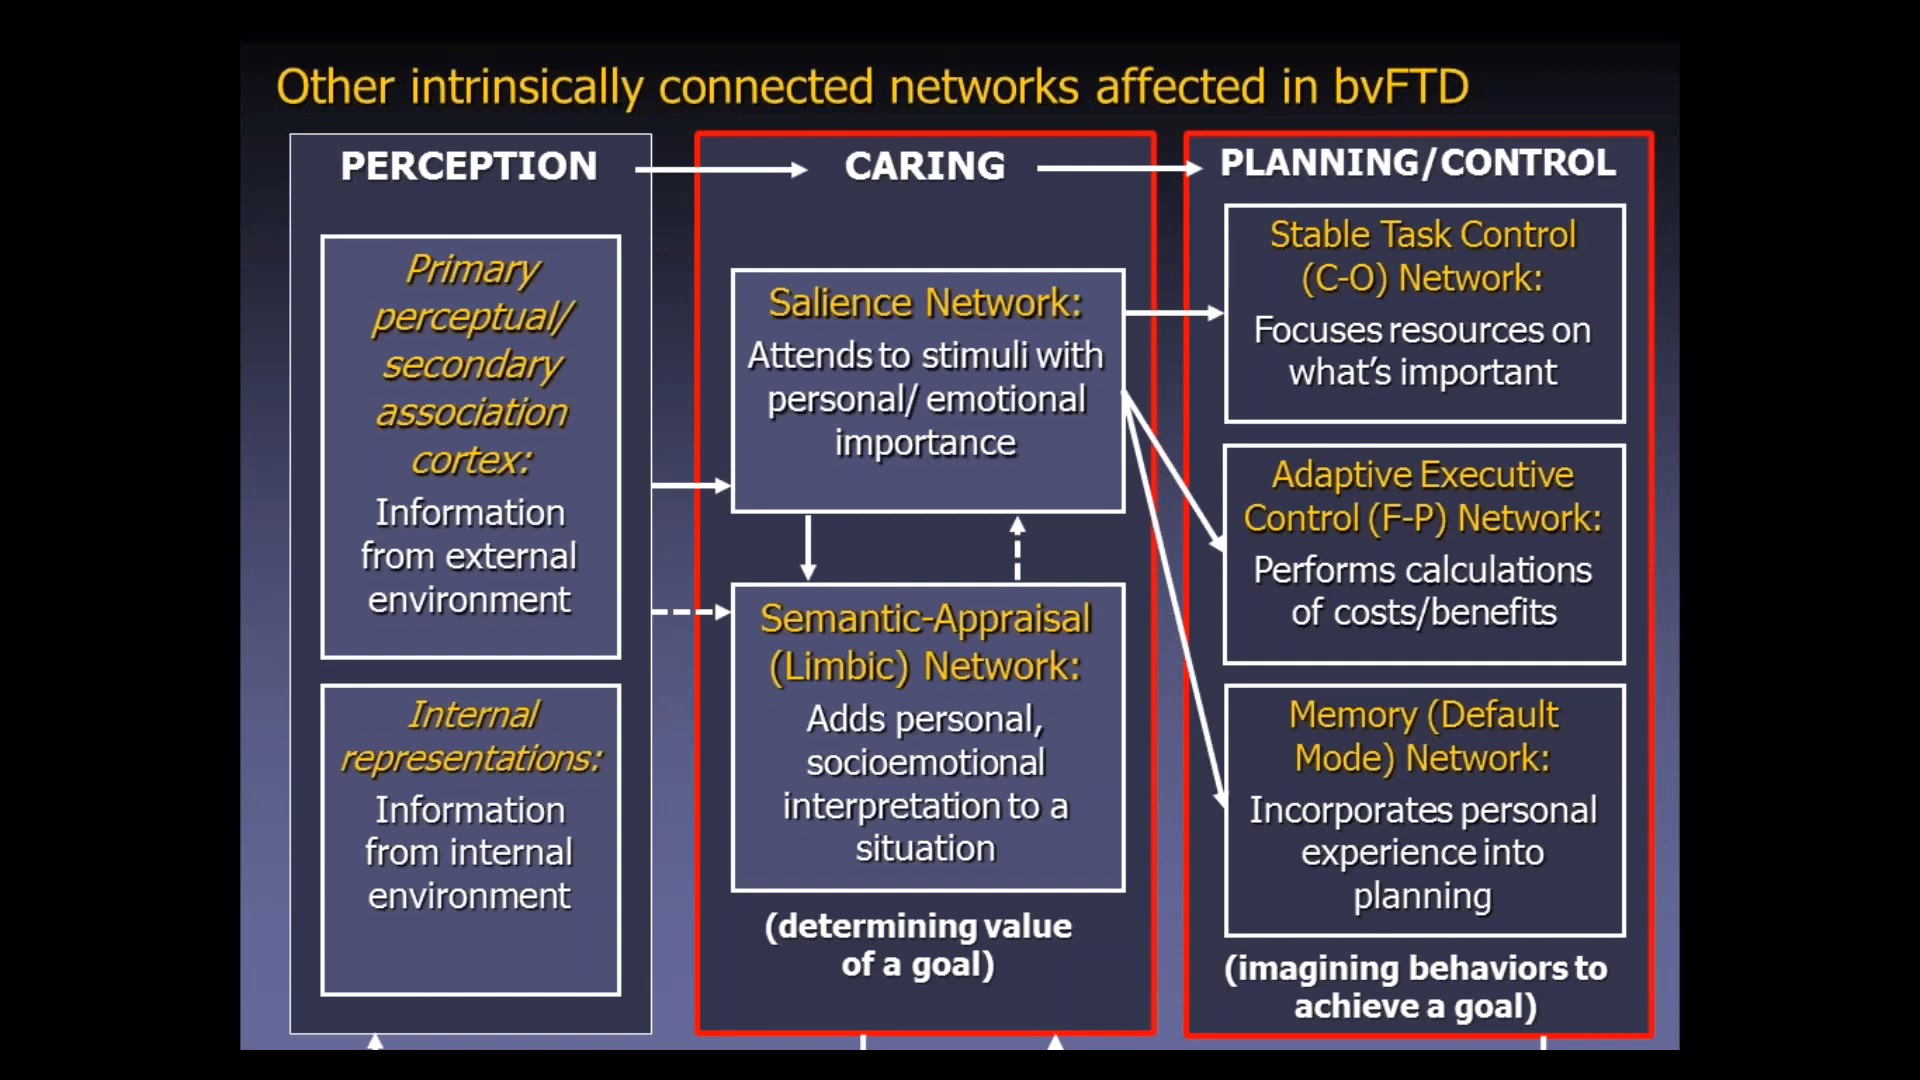 Other intrinsically connected networks affected in bvFTD
PERCEPTION
Primary
perceptual/
secondary
association
cortex:
Information
from external
environment
Internal
representations:
Information
from internal
environment
CARING
Salience Network:
Attends to stimuli with
personal/ emotional
importance
Semantic-Appraisal
(Limbic) Network:
Adds personal,
socioemotional
interpretation to a
situation
(determining value
of a goal)
PLANNING/CONTROL
Stable Task Control
(C-O) Network:
Focuses resources on
what's important
Adaptive Executive
Control (F-P) Network:
Performs calculations
of costs/benefits
Memory (Default
Mode) Network:
Incorporates personal
experience into
planning
(imagining behaviors to
achieve a goal)